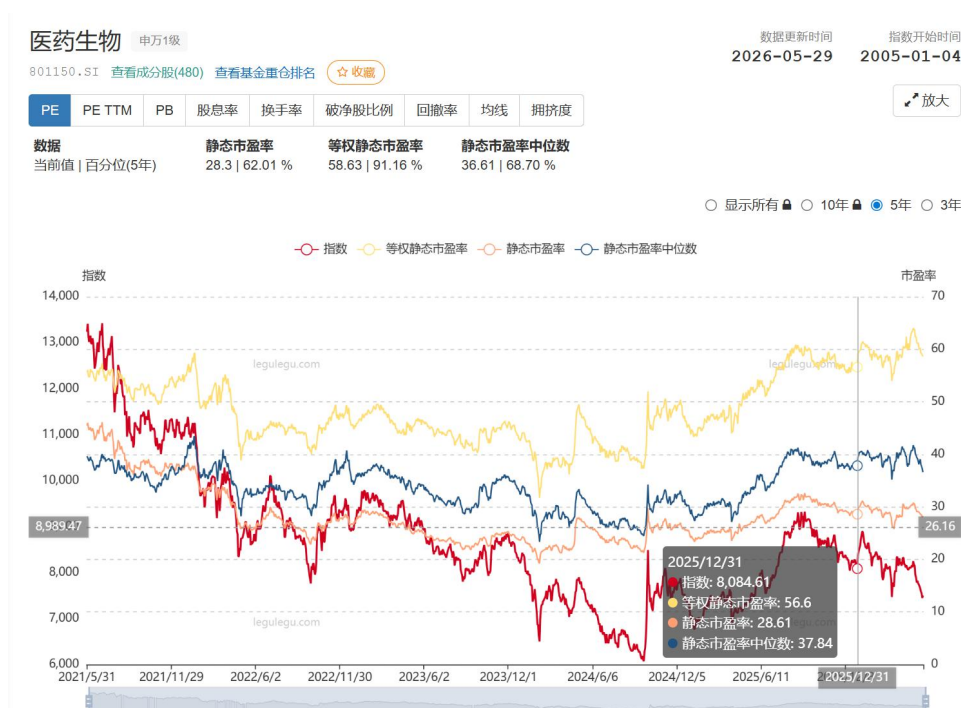 医药生物 申万1级
数据更新时间 指数开始时间
2026-05-29 2005-01-04
801150.SI 查看成分股(480) 查看基金重仓排名 收藏
PE PE TTM PB 股息率 换手率 破净股比例 回撤率 均线 拥挤度
放大
数据 静态市盈率 等权静态市盈率 静态市盈率中位数
当前值 | 百分位(5年) 28.3 | 62.01 % 58.63 | 91.16 % 36.61 | 68.70 %
显示所有 10年 5年 3年
指数 等权静态市盈率 静态市盈率 静态市盈率中位数
指数 市盈率
14,000 70
13,000 60
12,000
11,000 50
10,000 40
30
8,989.47 26.16
8,000 20
7,000 10
6,000 0
legulegu.com legulegu.com
legulegu.com
2025/12/31
指数: 8,084.61
等权静态市盈率: 56.6
静态市盈率: 28.61
静态市盈率中位数: 37.84
2021/5/31 2021/11/29 2022/6/2 2022/11/30 2023/6/2 2023/12/1 2024/6/6 2024/12/5 2025/6/11 2025/12/31